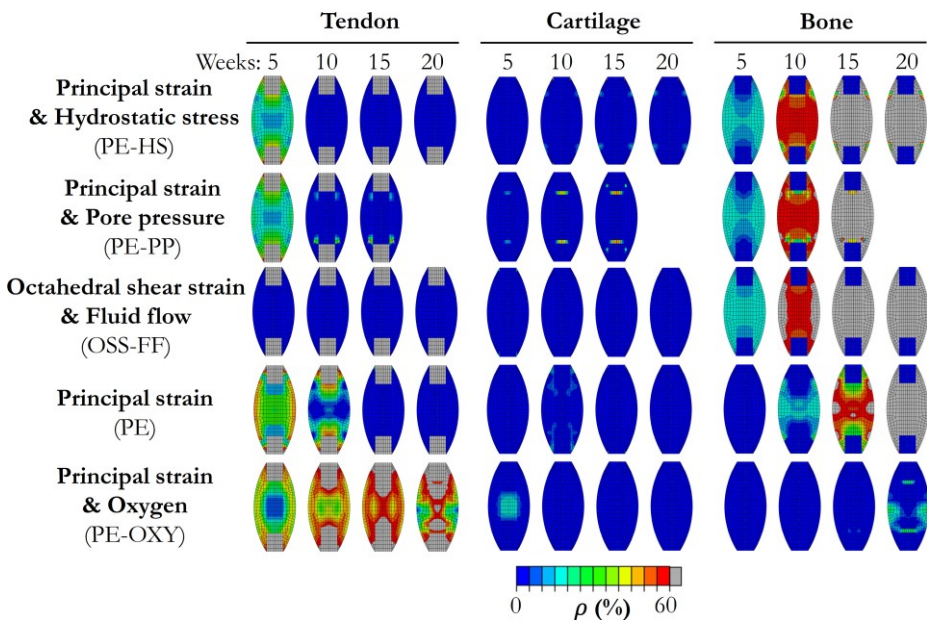 Tendon Cartilage Bone
Weeks: 5 10 15 20 5 10 15 20 5 10 15 20
Principal strain
& Hydrostatic stress
(PE-HS)
Principal strain
& Pore pressure
(PE-PP)
Octahedral shear strain
& Fluid flow
(OSS-FF)
Principal strain
(PE)
Principal strain
& Oxygen
(PE-OXY)
0 ρ (%) 60